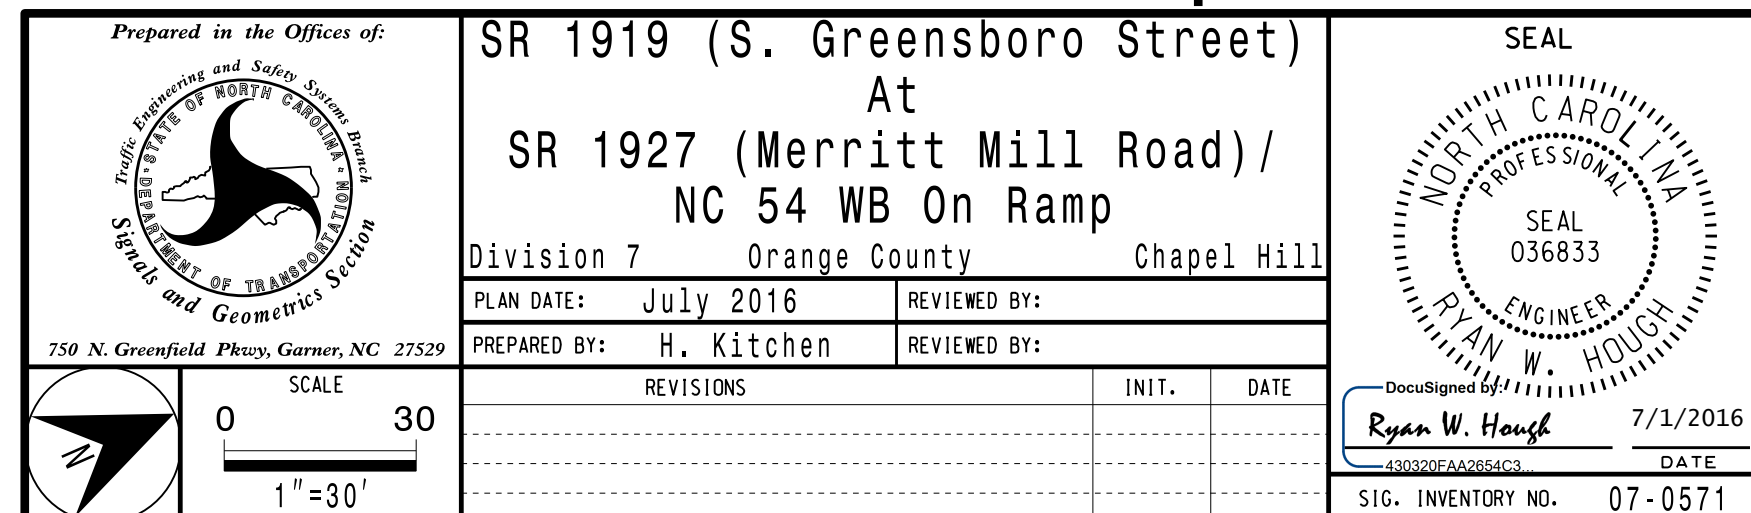 Prepared in the Offices of:
Traffic Engineering and Safety Systems Branch
STATE OF NORTH CAROLINA
DEPARTMENT OF TRANSPORTATION
Signals and Geometrics Section
750 N. Greenfield Pkwy, Garner, NC 27529
SR 1919 (S. Greensboro Street)
At
SR 1927 (Merritt Mill Road)/
NC 54 WB On Ramp
Division 7 Orange County Chapel Hill
PLAN DATE: July 2016 REVIEWED BY:
PREPARED BY: H. Kitchen REVIEWED BY:
REVISIONS INIT. DATE
N
SCALE
0 30
1"=30'
SEAL
NORTH CAROLINA
PROFESSIONAL
SEAL
036833
ENGINEER
RYAN W. HOUGH
DocuSigned by:
Ryan W. Hough 7/1/2016
430320FAA2654C3... DATE
SIG. INVENTORY NO. 07-0571